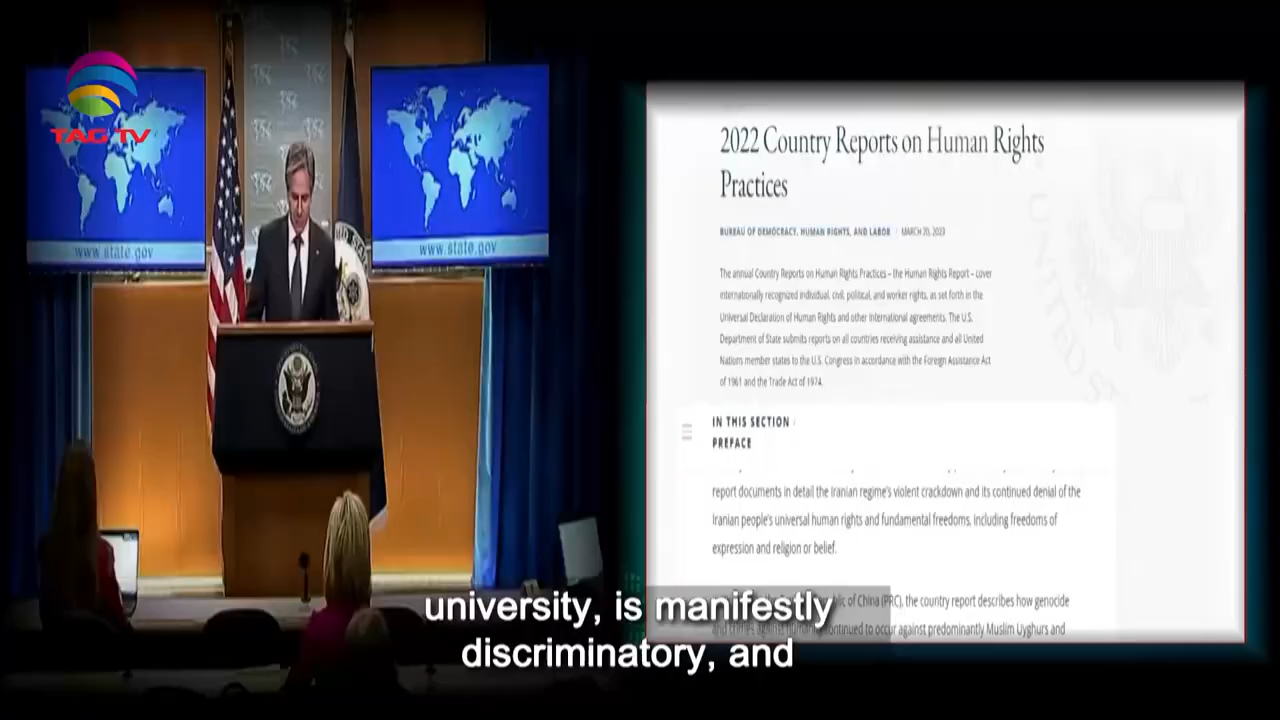 TAG TV
www.state.gov
www.state.gov
2022 Country Reports on Human Rights
Practices
BUREAU OF DEMOCRACY, HUMAN RIGHTS, AND LABOR
MARCH 20, 2023
The annual Country Reports on Human Rights Practices – the Human Rights Report – cover
internationally recognized individual, civil, political, and worker rights, as set forth in the
Universal Declaration of Human Rights and other international agreements. The U.S.
Department of State submits reports on all countries receiving assistance and all United
Nations member states to the U.S. Congress in accordance with the Foreign Assistance Act
of 1961 and the Trade Act of 1974.
IN THIS SECTION /
PREFACE
report documents in detail the Iranian regime's violent crackdown and its continued denial of the
Iranian people's universal human rights and fundamental freedoms, including freedoms of
expression and religion or belief.
of China (PRC), the country report describes how genocide
continued to occur against predominantly Muslim Uyghurs and
university, is manifestly
discriminatory, and